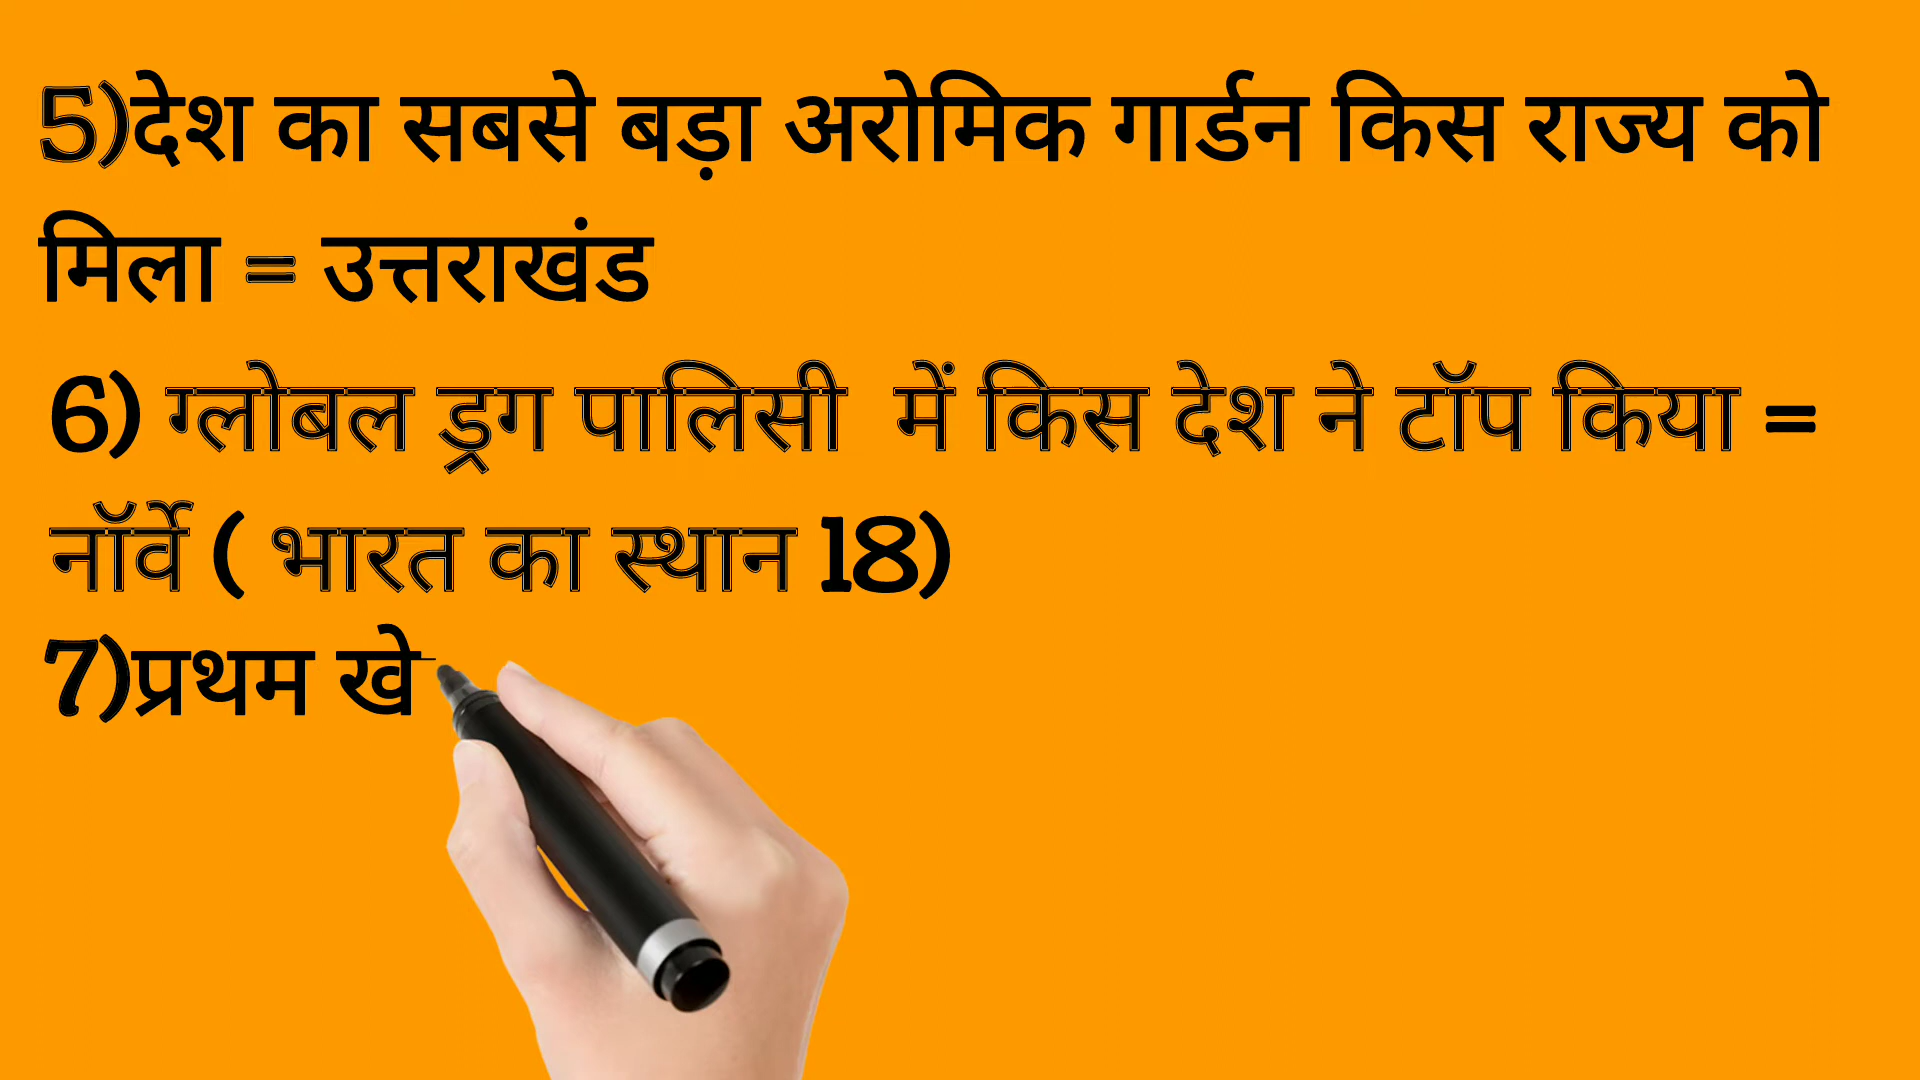 5)देश का सबसे बड़ा अरोमिक गार्डन किस राज्य को
मिला = उत्तराखंड
6) ग्लोबल ड्रग पालिसी में किस देश ने टॉप किया =
नॉर्वे ( भारत का स्थान 18)
7)प्रथम खे